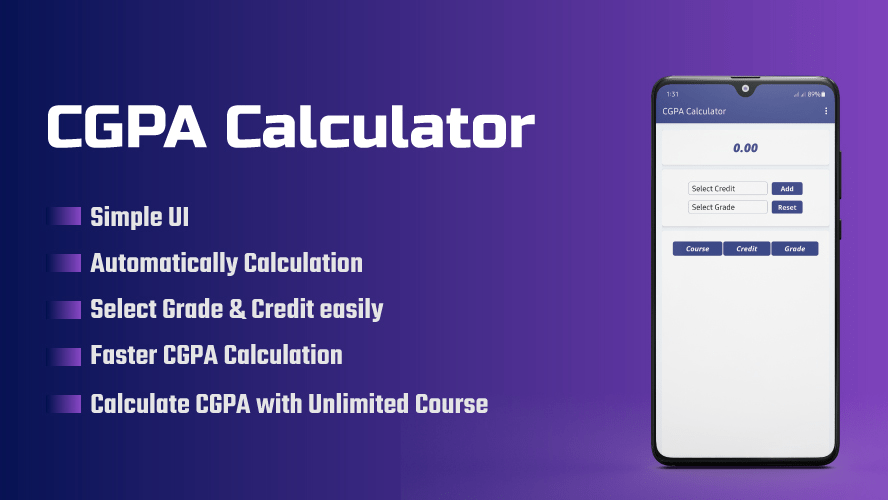 CGPA Calculator
Simple UI
Automatically Calculation
Select Grade & Credit easily
Faster CGPA Calculation
Calculate CGPA with Unlimited Course
1:31 89%
CGPA Calculator
0.00
Select Credit Add
Select Grade Reset
Course Credit Grade